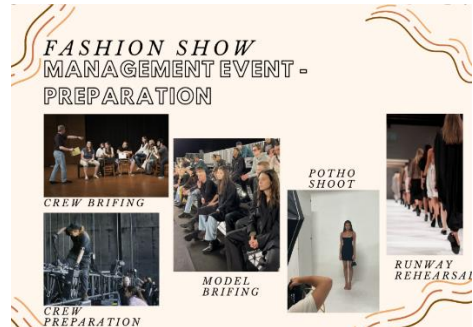 FASHION SHOW
MANAGEMENT EVENT -
PREPARATION
CREW BRIFING
CREW
PREPARATION
MODEL
BRIFING
POTHO
SHOOT
RUNWAY
REHEARSAL